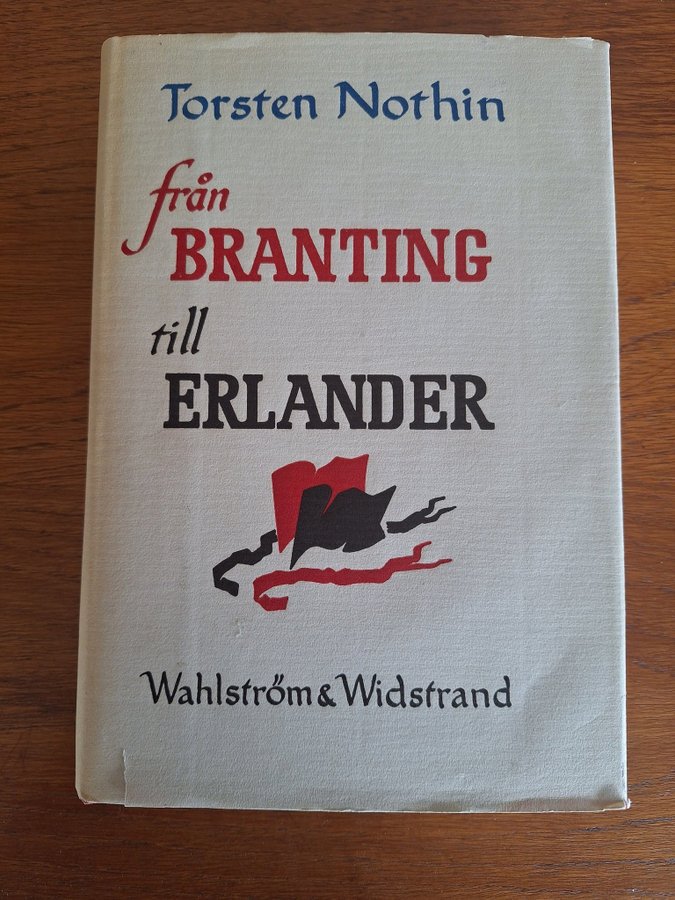 Torsten Nothin
från
BRANTING
till
ERLANDER
Wahlström & Widstrand